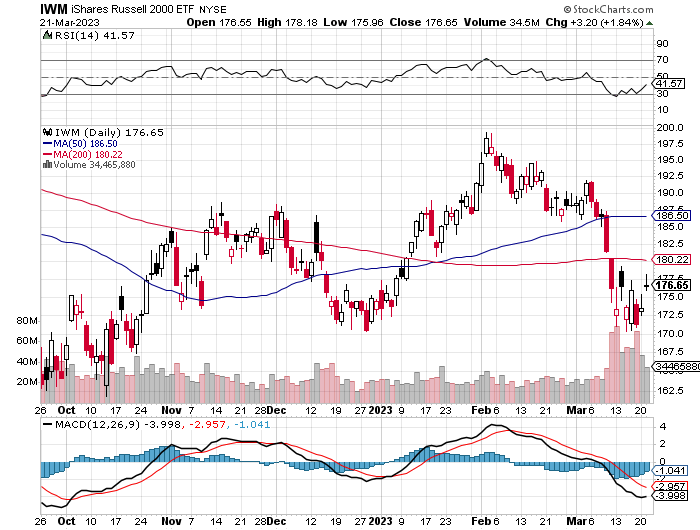 IWM iShares Russell 2000 ETF NYSE © StockCharts.com
21-Mar-2023 Open 176.55 High 178.18 Low 175.96 Close 176.65 Volume 34.5M Chg +3.20 (+1.84%)
RSI(14) 41.57
90
70
50
41.57
30
10
IWM (Daily) 176.65
MA(50) 186.50
MA(200) 180.22
Volume 34,465,880
200.0
197.5
195.0
192.5
190.0
187.5
186.50
185.0
182.5
180.22
177.5
176.65
175.0
172.5
170.0
167.5
34465880
162.5
80M
60M
40M
20M
26 Oct 10 17 24 Nov 7 14 21 28 Dec 12 19 27 2023 9 17 23 Feb 6 13 21 Mar 6 13 20
MACD(12,26,9) -3.998, -2.957, -1.041
4
2
0
-1.041
-2.957
-3.998
26 Oct 10 17 24 Nov 7 14 21 28 Dec 12 19 27 2023 9 17 23 Feb 6 13 21 Mar 6 13 20